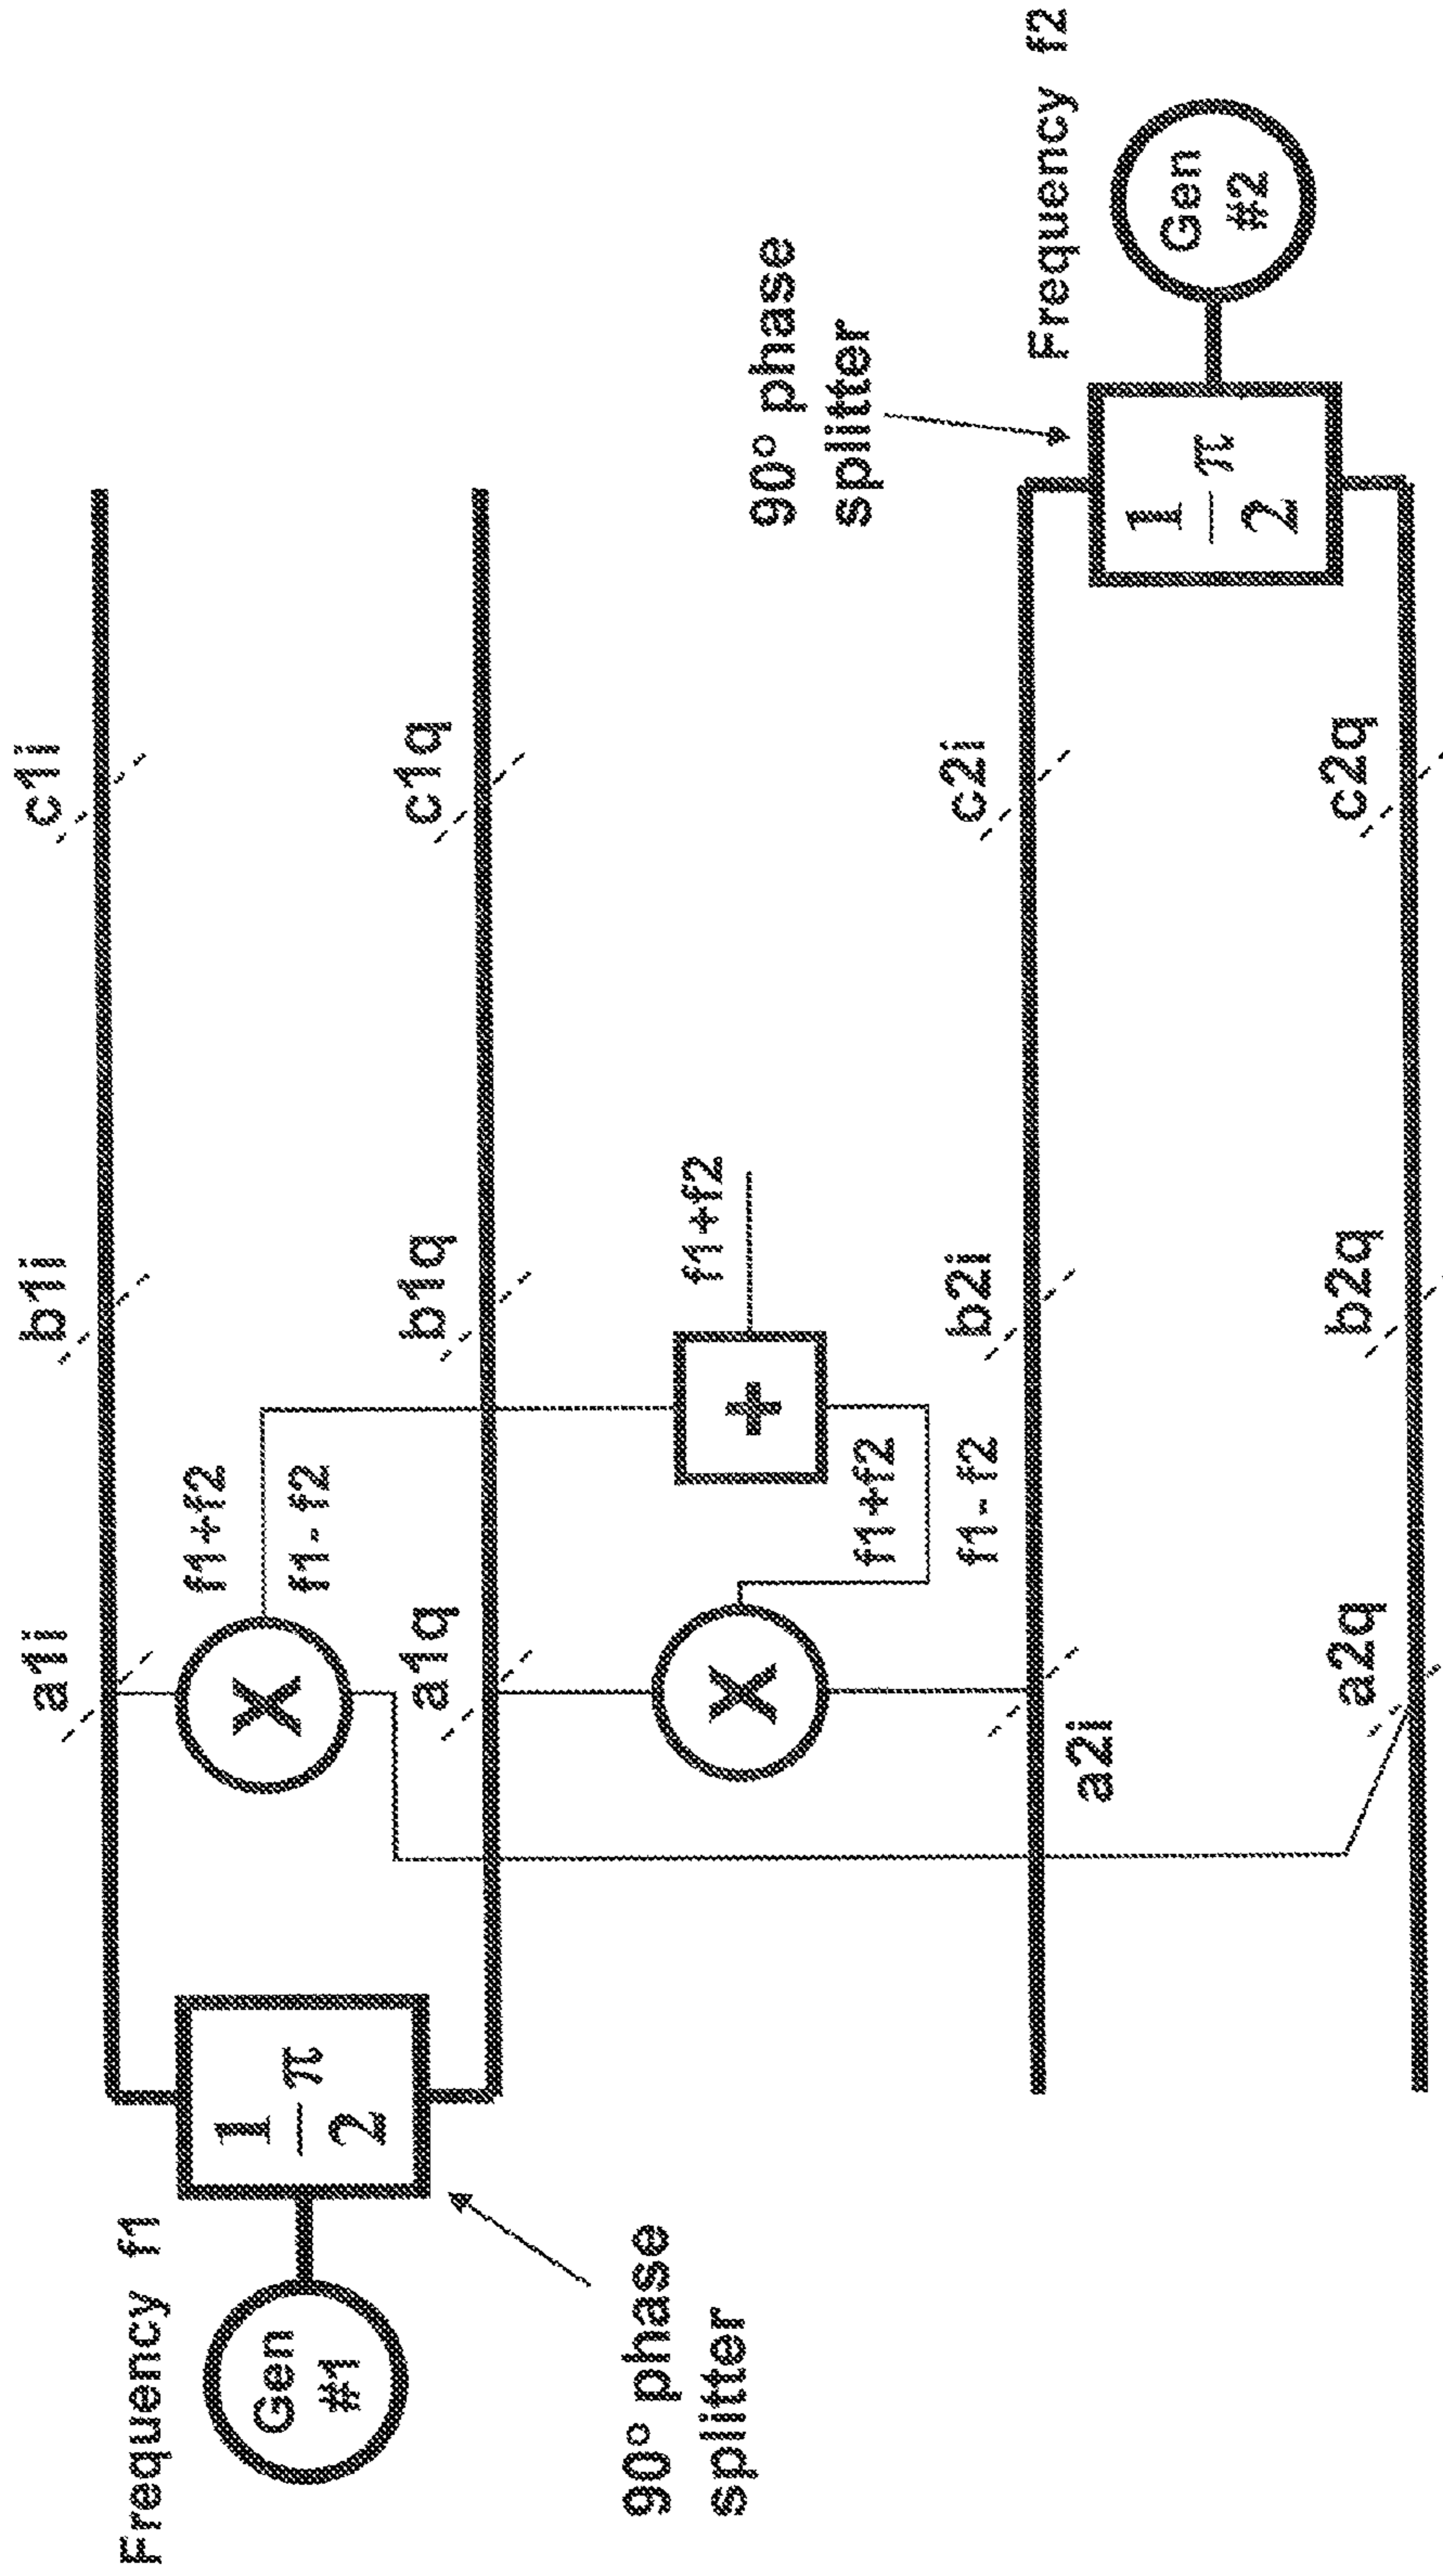 Frequency f1
Gen
#1
1
2
π
90° phase
splitter
a1i
b1i
c1i
f1+f2
f1- f2
X
a1q
b1q
c1q
f1+f2
+
X
f1+f2
f1- f2
a2i
b2i
c2i
a2q
b2q
c2q
90° phase
splitter
Frequency f2
1
2
π
Gen
#2